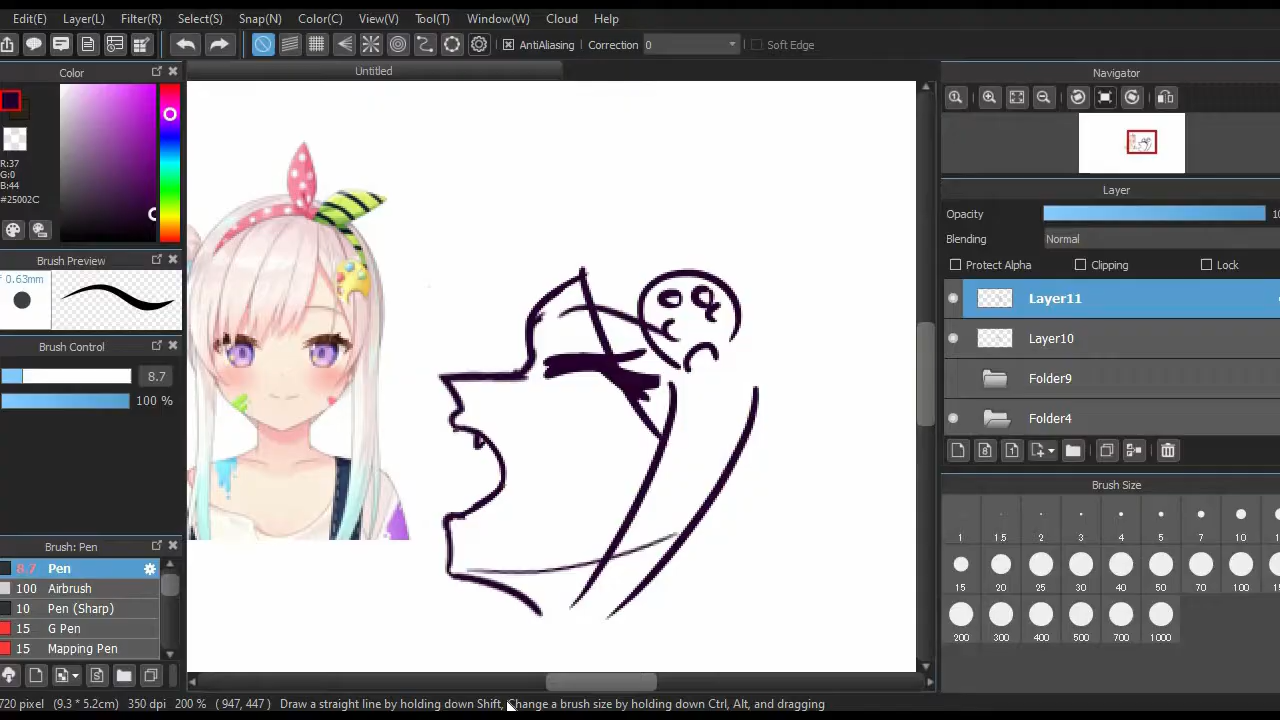 Edit(E) Layer(L) Filter(R) Select(S) Snap(N) Color(C) View(V) Tool(T) Window(W) Cloud Help
AntiAliasing Correction 0 Soft Edge
Color
Untitled
Navigator
R:37
G:0
B:44
#25002C
Layer
Opacity
Blending Normal
Protect Alpha Clipping Lock
Brush Preview
0.63mm
Layer11
Layer10
Folder9
Folder4
Brush Control
8.7
100 %
Brush Size
1 1.5 2 3 4 5 7 10
15 20 25 30 40 50 70 100
200 300 400 500 700 1000
Brush: Pen
8.7 Pen
100 Airbrush
10 Pen (Sharp)
15 G Pen
15 Mapping Pen
720 pixel (9.3 * 5.2cm) 350 dpi 200 % ( 947, 447 ) Draw a straight line by holding down Shift, Change a brush size by holding down Ctrl, Alt, and dragging